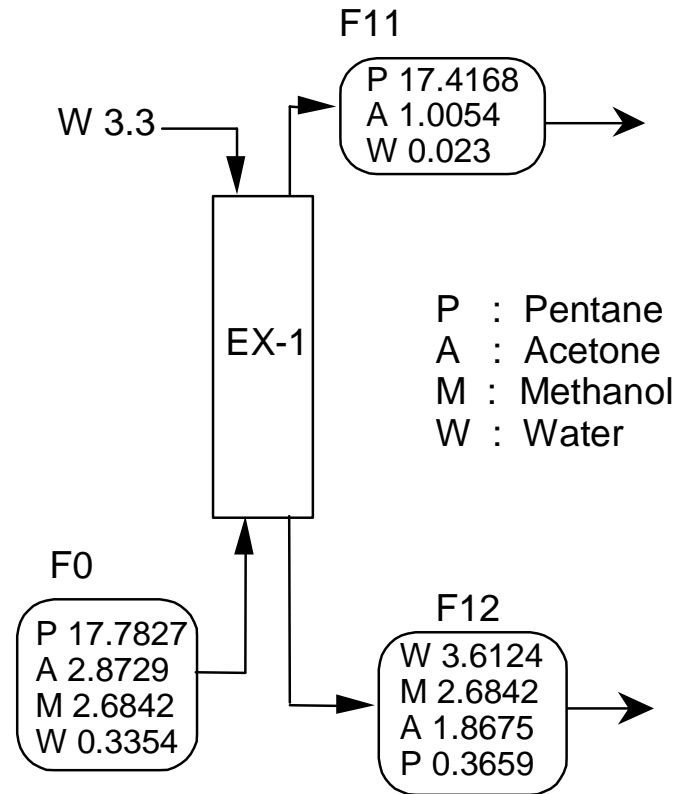 F11
P 17.4168
A 1.0054
W 0.023
W 3.3
EX-1
P : Pentane
A : Acetone
M : Methanol
W : Water
F0
P 17.7827
A 2.8729
M 2.6842
W 0.3354
F12
W 3.6124
M 2.6842
A 1.8675
P 0.3659